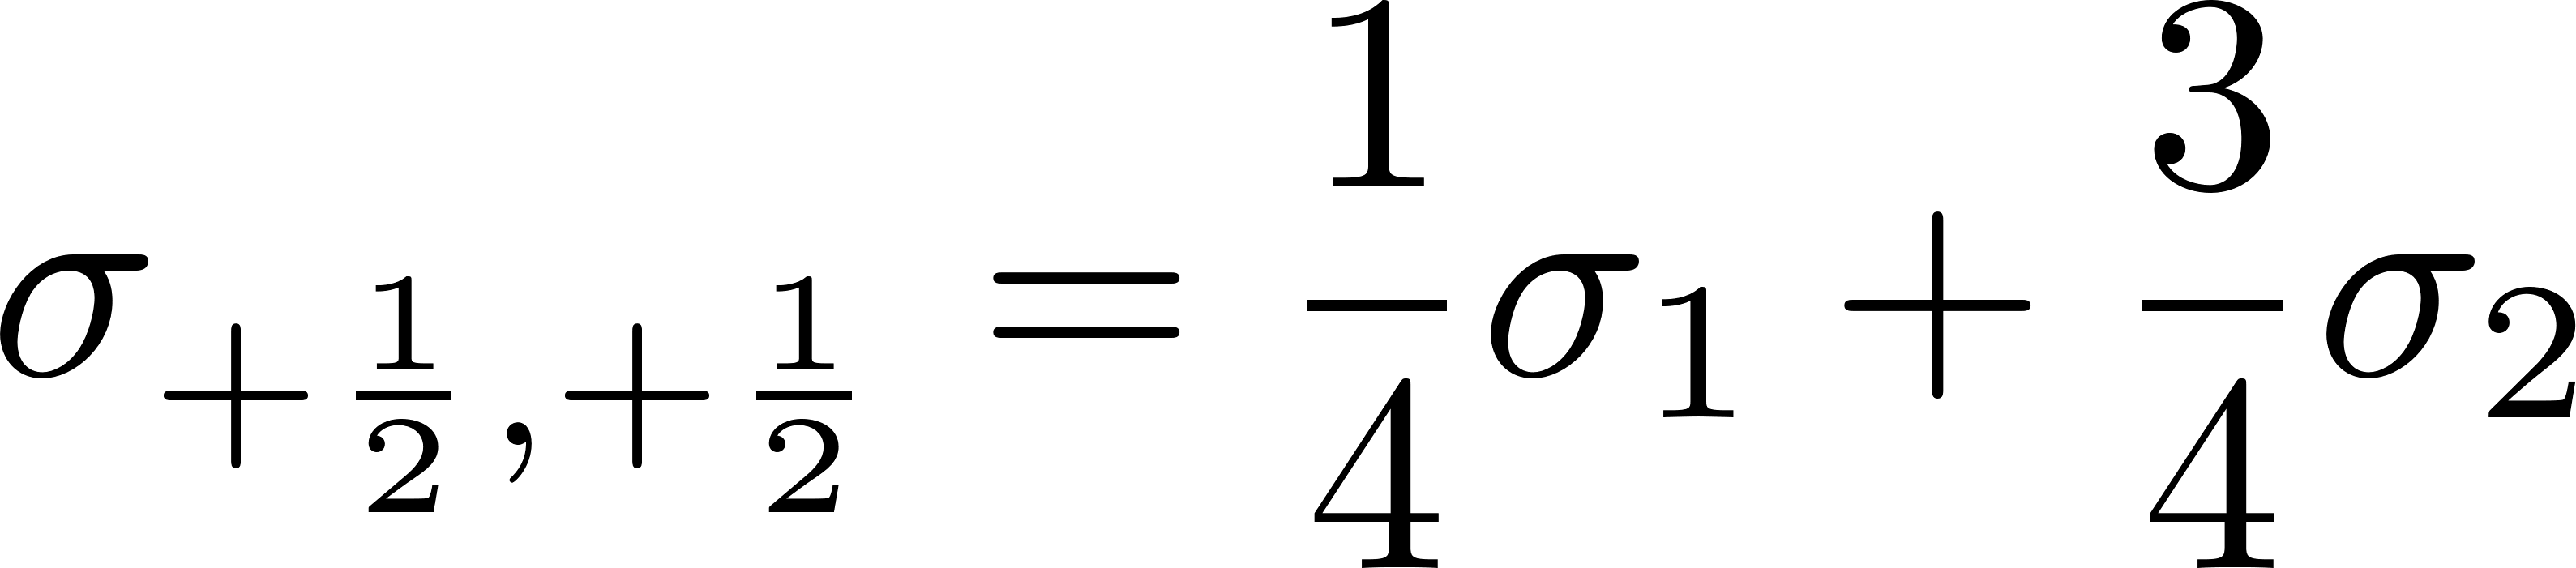 σ_{+\frac{1}{2},+\frac{1}{2}} = \frac{1}{4}σ_1 + \frac{3}{4}σ_2